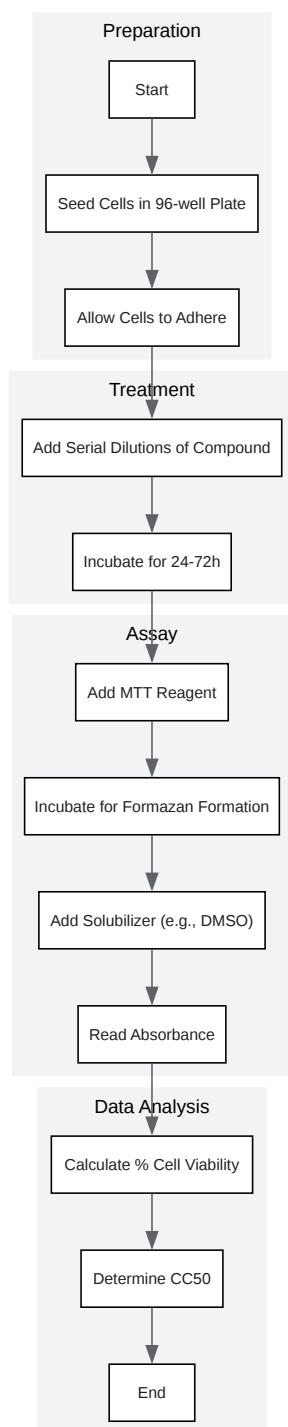 Preparation
Start
Seed Cells in 96-well Plate
Allow Cells to Adhere
Treatment
Add Serial Dilutions of Compound
Incubate for 24-72h
Assay
Add MTT Reagent
Incubate for Formazan Formation
Add Solubilizer (e.g., DMSO)
Read Absorbance
Data Analysis
Calculate % Cell Viability
Determine CC50
End